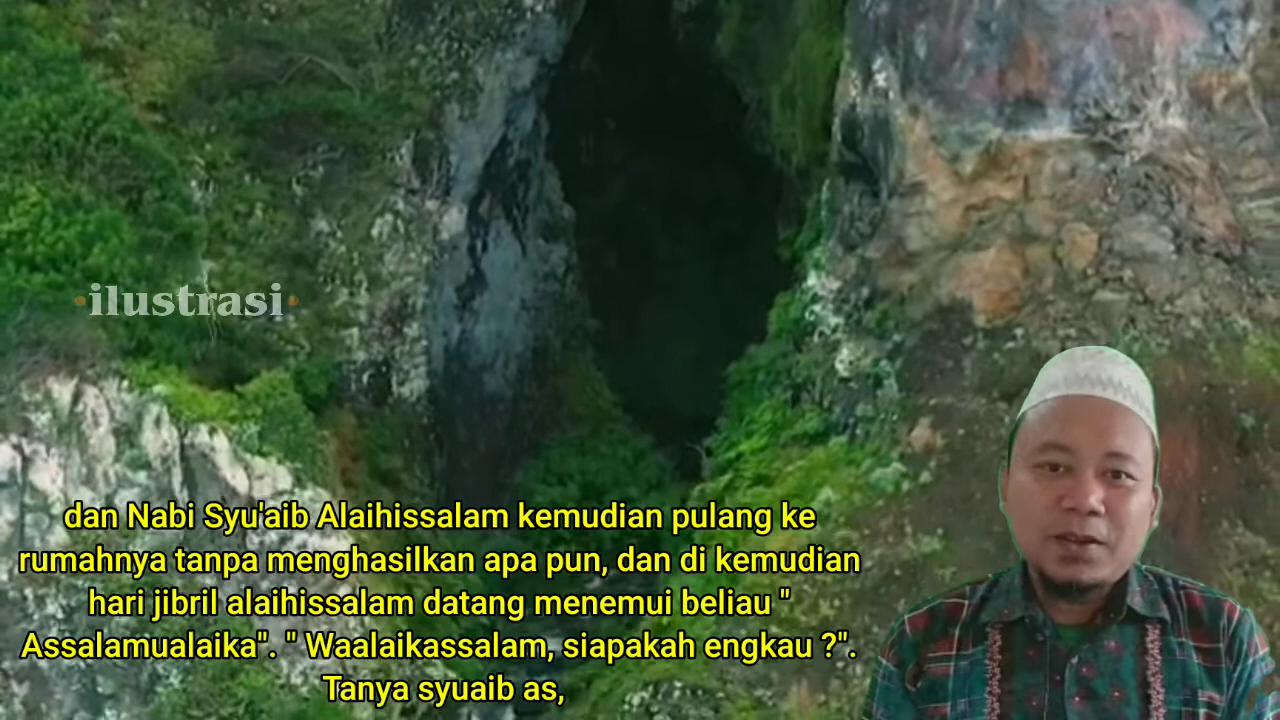 ilustrasi
dan Nabi Syu'aib Alaihissalam kemudian pulang ke
rumahnya tanpa menghasilkan apa pun, dan di kemudian
hari jibril alaihissalam datang menemui beliau "
Assalamualaika". " Waalaikassalam, siapakah engkau ?".
Tanya syuaib as,